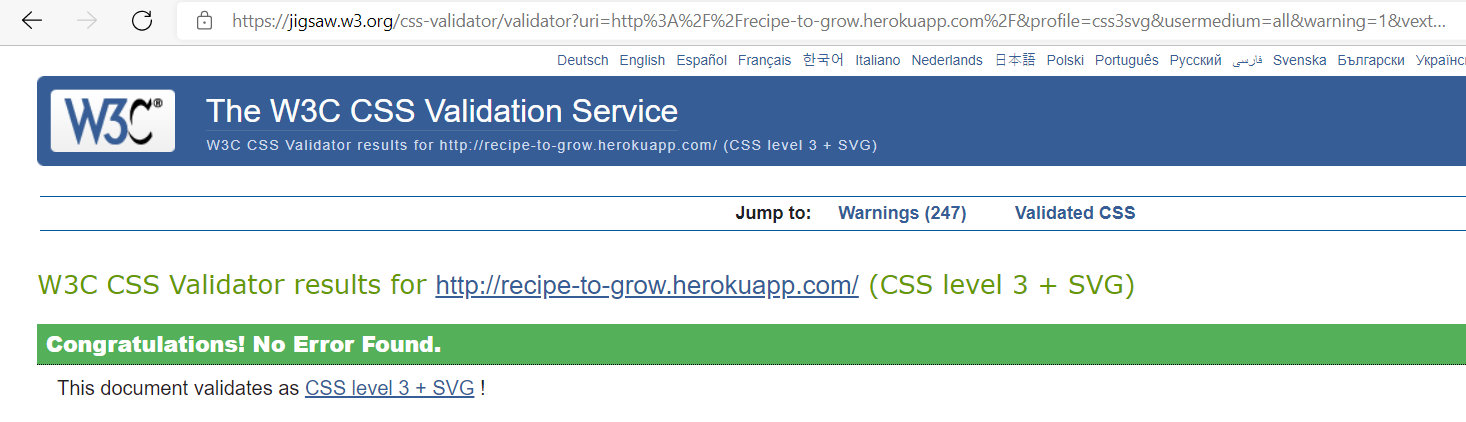 https://jigsaw.w3.org/css-validator/validator?uri=http%3A%2F%2Frecipe-to-grow.herokuapp.com%2F&profile=css3svg&usermedium=all&warning=1&vext...
Deutsch English Español Français 한국어 Italiano Nederlands 日本語 Polski Português Русский فارسی Svenska Български Українсь
W3C®
The W3C CSS Validation Service
W3C CSS Validator results for http://recipe-to-grow.herokuapp.com/ (CSS level 3 + SVG)
Jump to: Warnings (247) Validated CSS
W3C CSS Validator results for http://recipe-to-grow.herokuapp.com/ (CSS level 3 + SVG)
Congratulations! No Error Found.
This document validates as CSS level 3 + SVG !